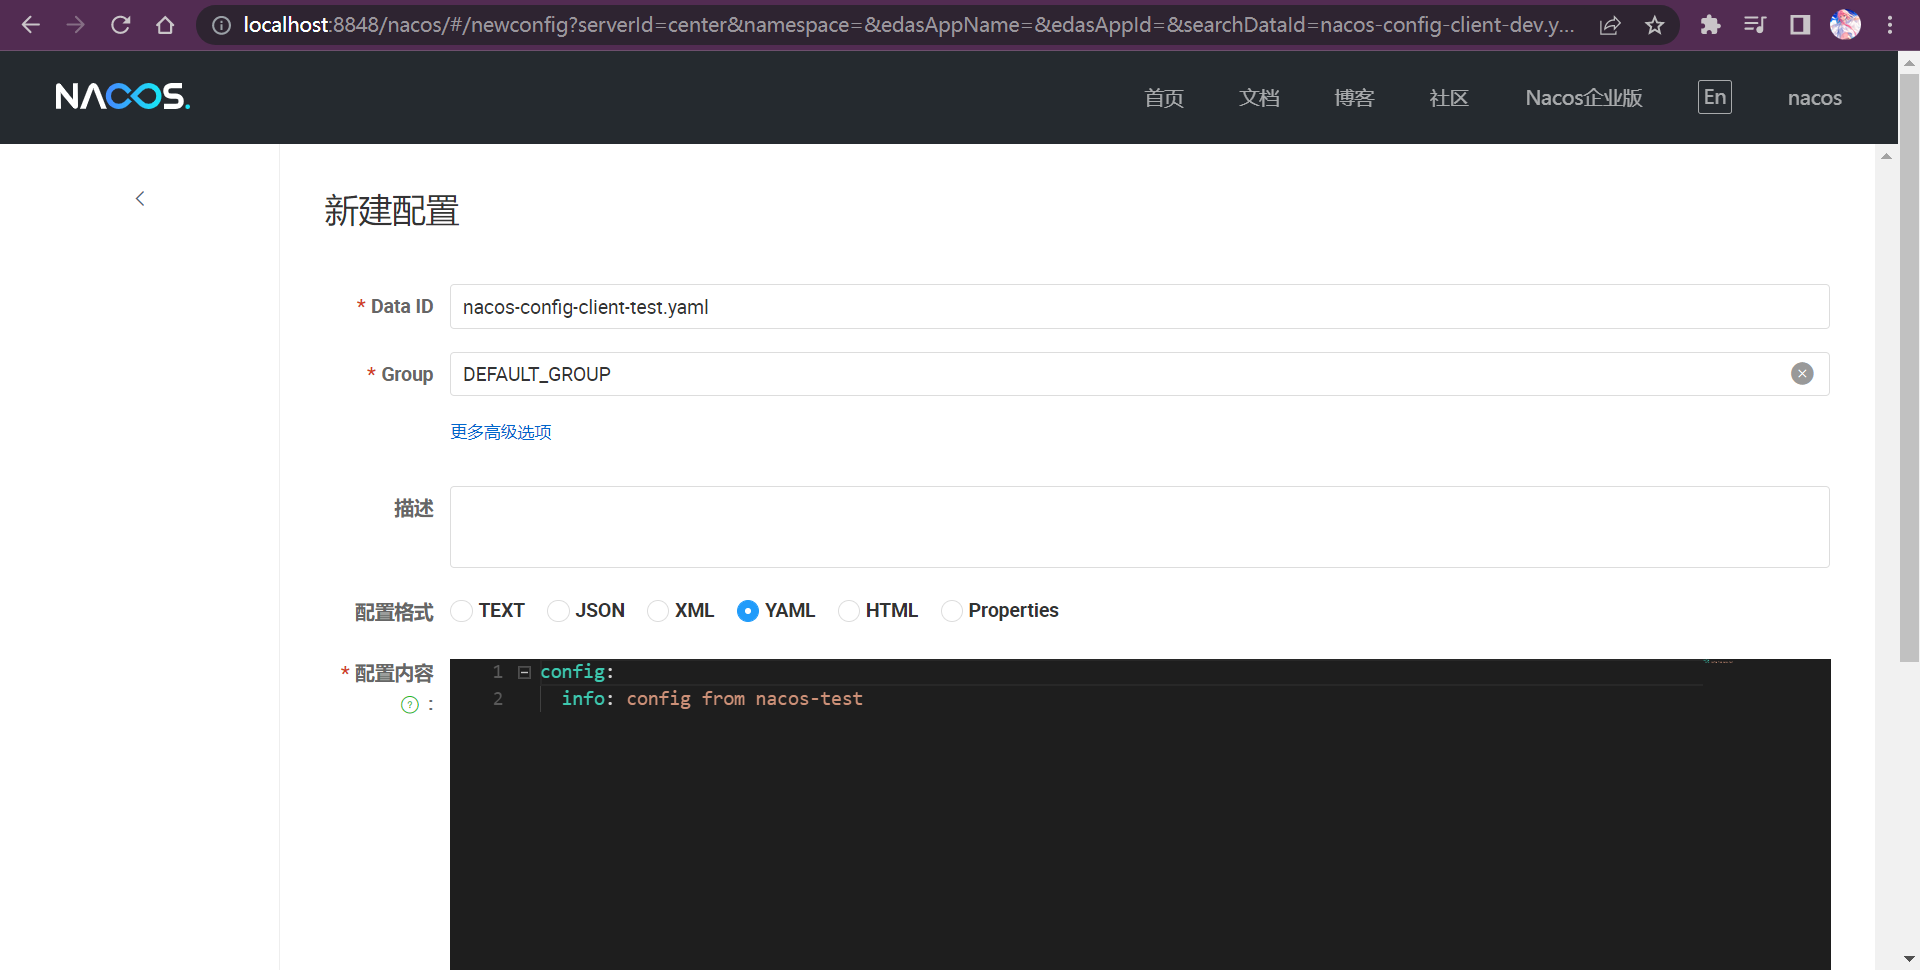 localhost:8848/nacos/#/newconfig?serverId=center&namespace=&edasAppName=&edasAppId=&searchDataId=nacos-config-client-dev.y...
NACOS.
首页 文档 博客 社区 Nacos企业版 En nacos
新建配置
* Data ID nacos-config-client-test.yaml
* Group DEFAULT_GROUP
更多高级选项
描述
配置格式 TEXT JSON XML YAML HTML Properties
* 配置内容 1 config:
? : 2 info: config from nacos-test